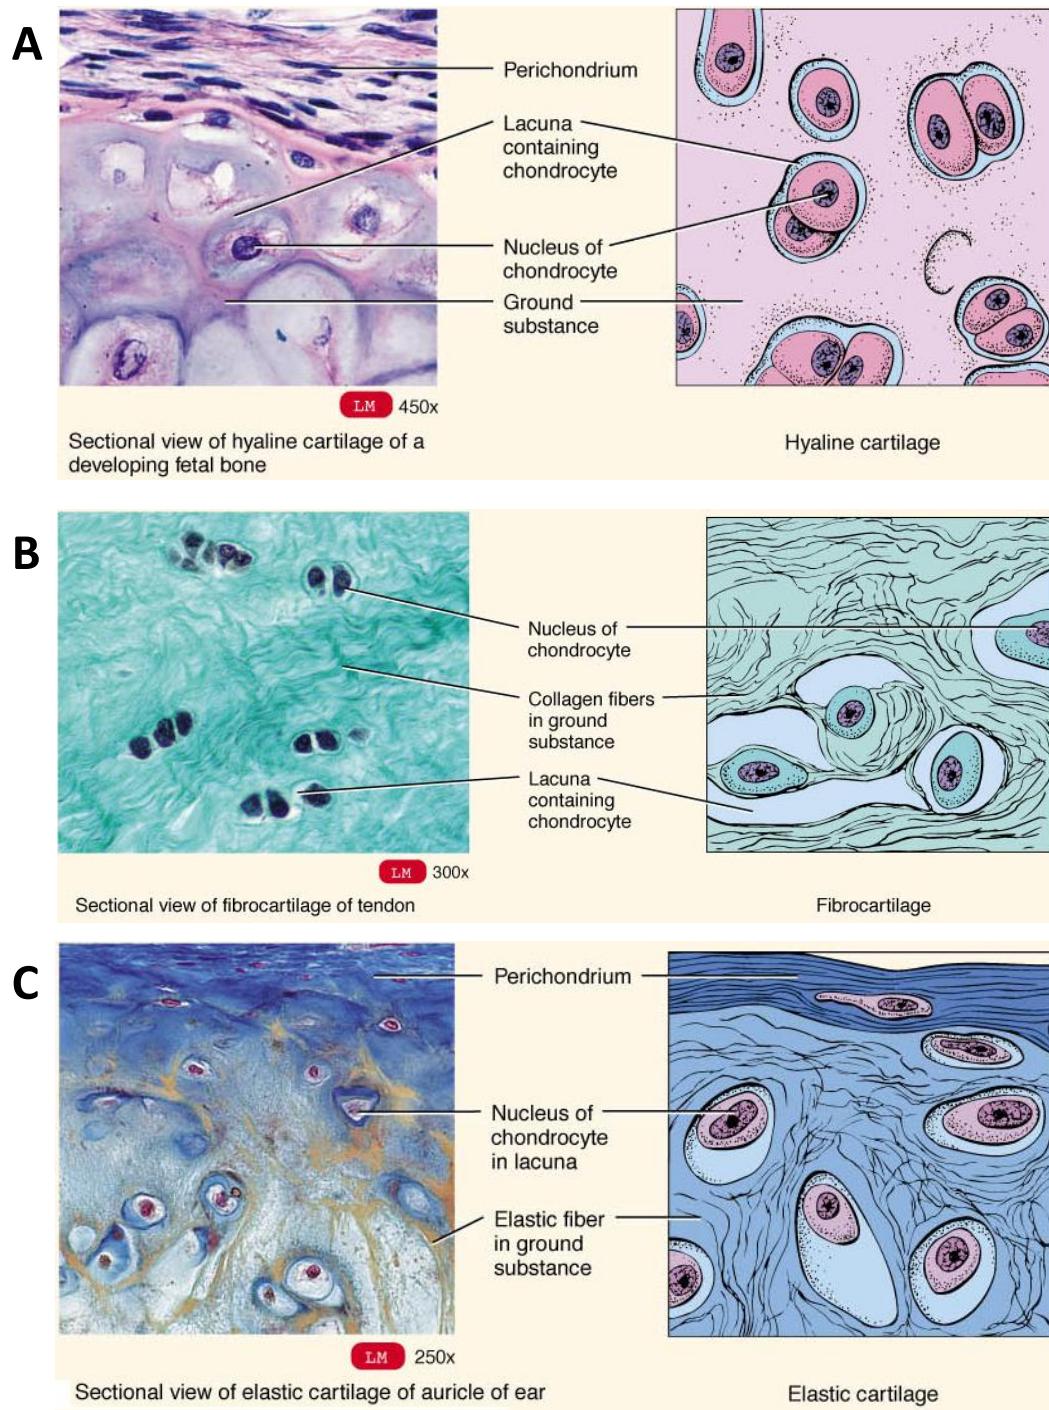 A
Perichondrium
Lacuna
containing
chondrocyte
Nucleus of
chondrocyte
Ground
substance
LM 450x
Sectional view of hyaline cartilage of a
developing fetal bone
Hyaline cartilage
B
Nucleus of
chondrocyte
Collagen fibers
in ground
substance
Lacuna
containing
chondrocyte
LM 300x
Sectional view of fibrocartilage of tendon
Fibrocartilage
C
Perichondrium
Nucleus of
chondrocyte
in lacuna
Elastic fiber
in ground
substance
LM 250x
Sectional view of elastic cartilage of auricle of ear
Elastic cartilage